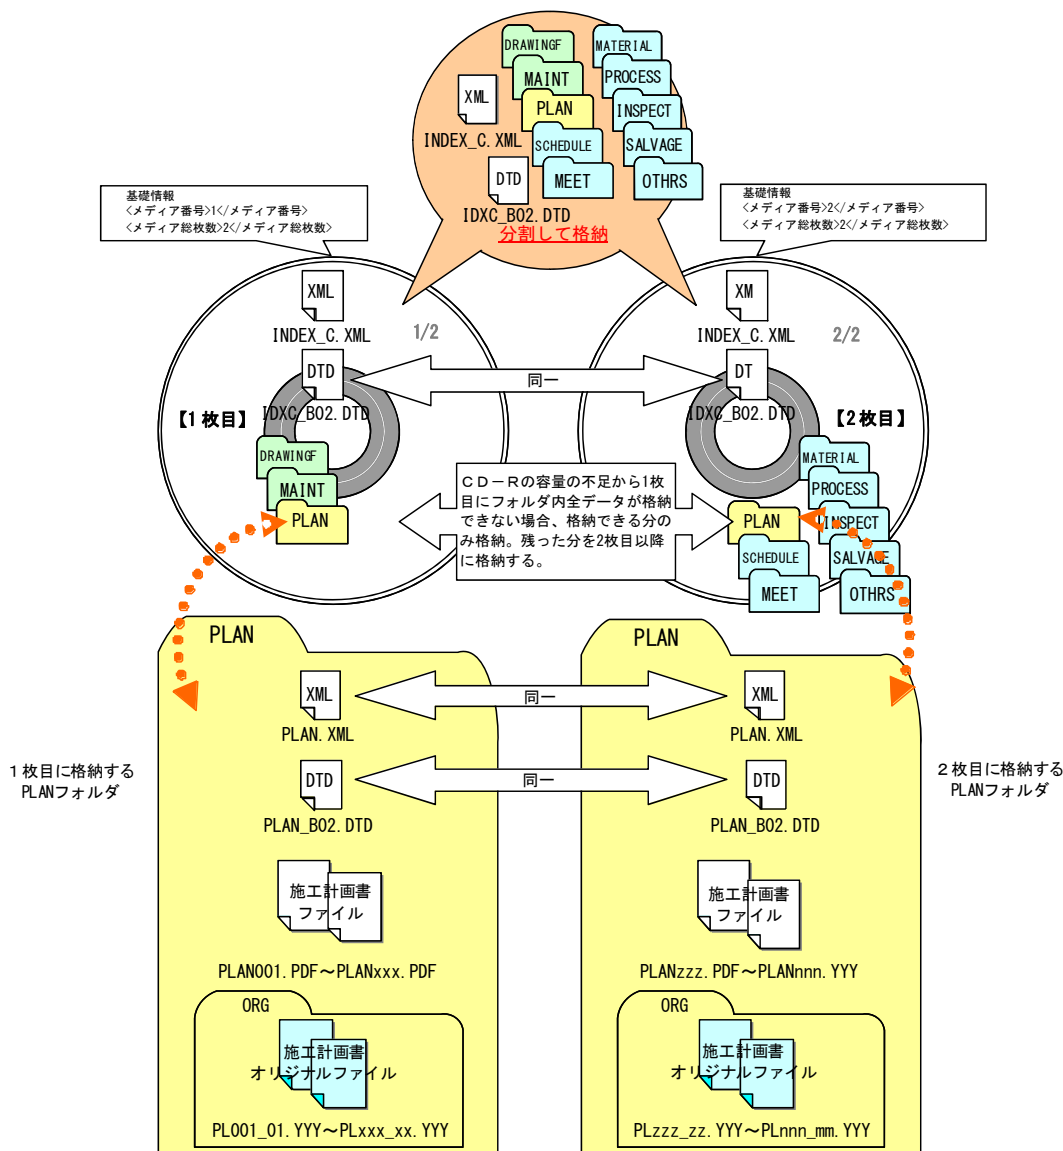 DRAWINGF
MAINT
PLAN
SCHEDULE
MEET
MATERIAL
PROCESS
INSPECT
SALVAGE
OTHRS
XML
INDEX_C.XML
DTD
IDXC_B02.DTD
分割して格納
基礎情報
<メディア番号>1</メディア番号>
<メディア総枚数>2</メディア総枚数>
基礎情報
<メディア番号>2</メディア番号>
<メディア総枚数>2</メディア総枚数>
XML
INDEX_C.XML
1/2
DTD
IDXC_B02.DTD
【1枚目】
DRAWINGF
MAINT
PLAN
同一
XM
INDEX_C.XML
2/2
DT
IDXC_B02.DTD
【2枚目】
MATERIAL
PROCESS
INSPECT
SALVAGE
OTHRS
PLAN
SCHEDULE
MEET
CD-Rの容量の不足から1枚
目にフォルダ内全データが格納
できない場合、格納できる分の
み格納。残った分を2枚目以降
に格納する。
PLAN
XML
PLAN.XML
DTD
PLAN_B02.DTD
施工計画書
ファイル
PLAN001.PDF～PLANxxx.PDF
ORG
施工計画書
オリジナルファイル
PL001_01.YYY～PLxxx_xx.YYY
1枚目に格納する
PLANフォルダ
同一
同一
PLAN
XML
PLAN.XML
DTD
PLAN_B02.DTD
施工計画書
ファイル
PLANzzz.PDF～PLANnnn.YYY
ORG
施工計画書
オリジナルファイル
PLzzz_zz.YYY～PLnnn_mm.YYY
2枚目に格納する
PLANフォルダ